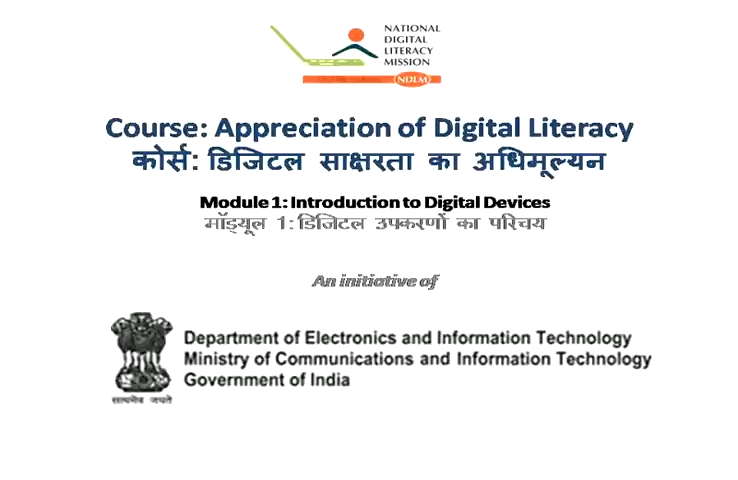 NATIONAL
DIGITAL
LITERACY
MISSION
NDLM
Course: Appreciation of Digital Literacy
कोर्स: डिजिटल साक्षरता का अधिमूल्यन
Module 1: Introduction to Digital Devices
मॉड्यूल 1: डिजिटल उपकरणों का परिचय
An initiative of
Department of Electronics and Information Technology
Ministry of Communications and Information Technology
Government of India
सत्यमेव जयते